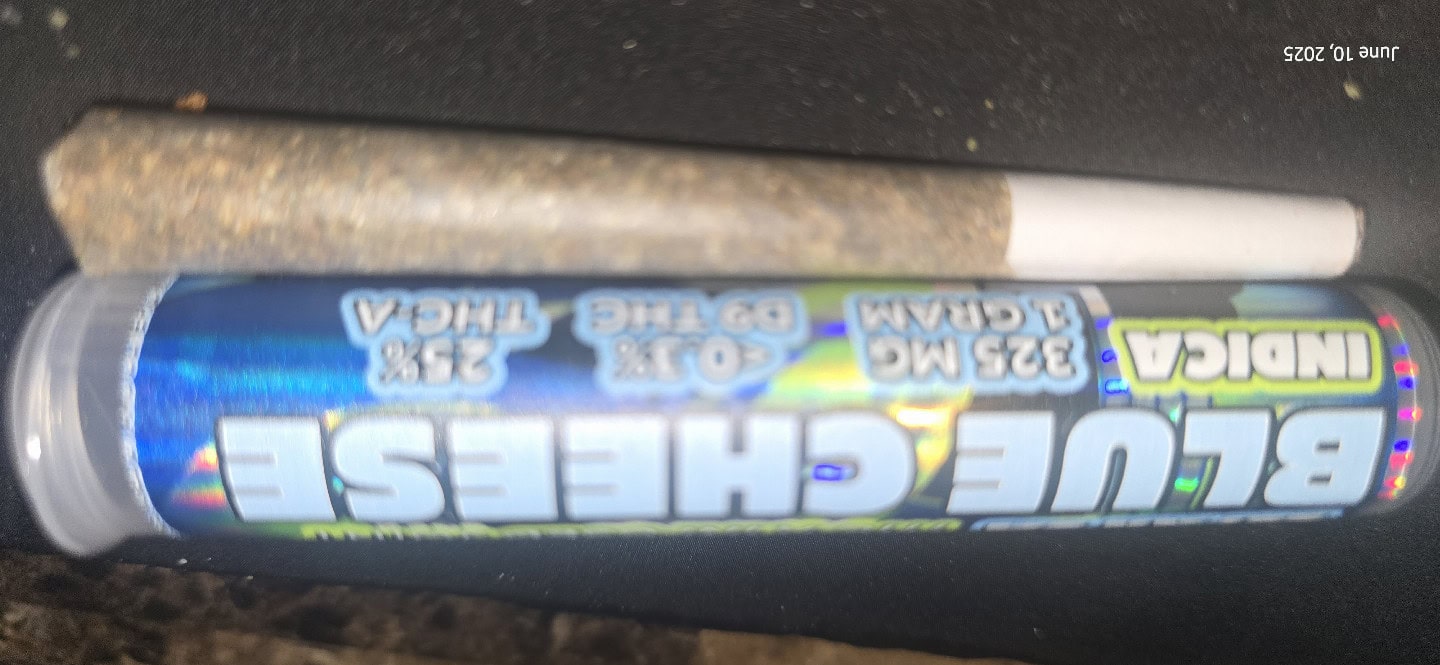 June 10, 2025
BLUE CHEESE
INDICA
325 MG
1 GRAM
<0.3%
D9 THC
25%
THC-A